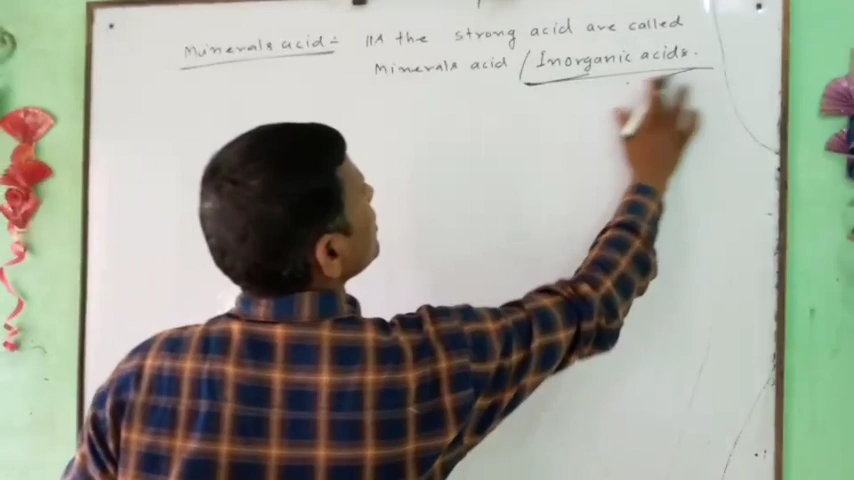 Minerals acid :- All the strong acid are called
Minerals acid / Inorganic acids.